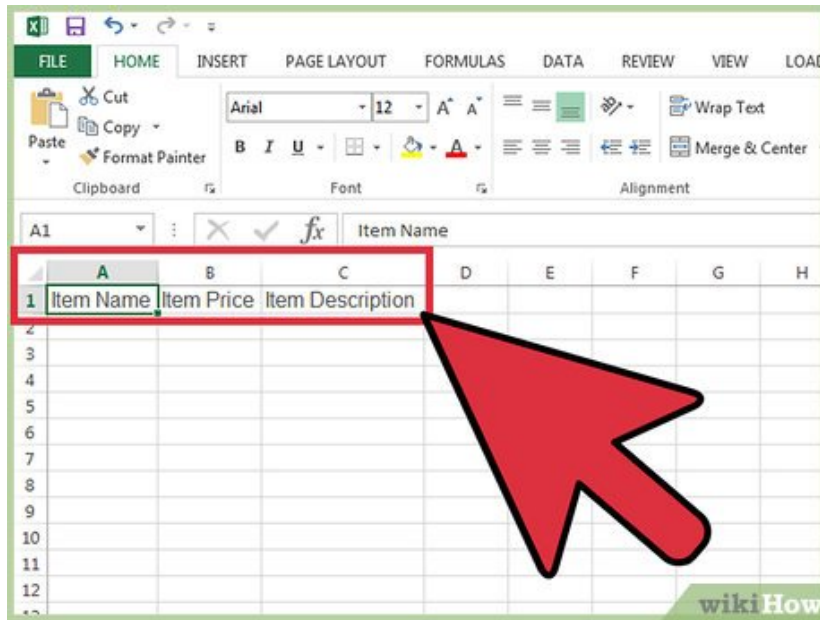 FILE HOME INSERT PAGE LAYOUT FORMULAS DATA REVIEW VIEW LOAD
Cut
Copy
Paste
Format Painter
Arial 12 A A Wrap Text
B I U A Merge & Center
Clipboard Font Alignment
A1 fx Item Name
A B C D E F G H
1 Item Name Item Price Item Description
2
3
4
5
6
7
8
9
10
11
12
wikiHow